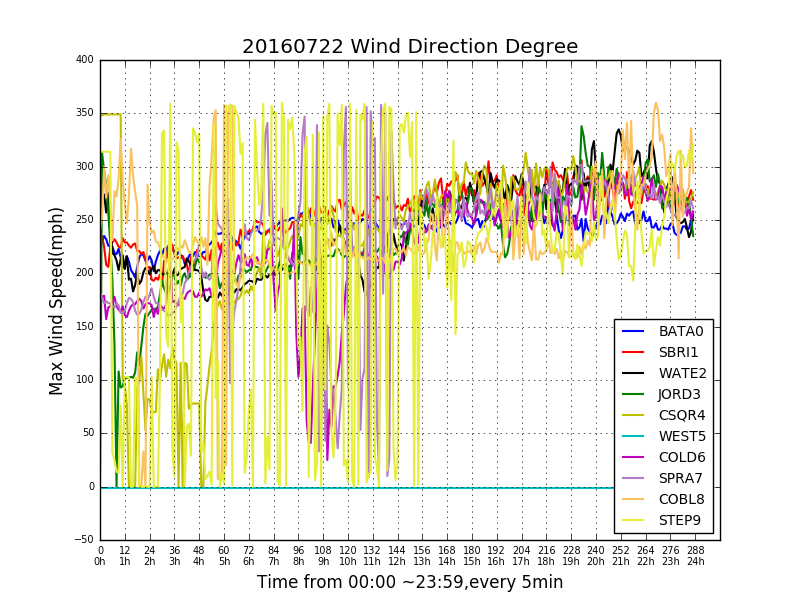 20160722 Wind Direction Degree
Max Wind Speed(mph)
400
350
300
250
200
150
100
50
0
−50
BATA0
SBRI1
WATE2
JORD3
CSQR4
WEST5
COLD6
SPRA7
COBL8
STEP9
0 12 24 36 48 60 72 84 96 108 120 132 144 156 168 180 192 204 216 228 240 252 264 276 288
0h 1h 2h 3h 4h 5h 6h 7h 8h 9h 10h 11h 12h 13h 14h 15h 16h 17h 18h 19h 20h 21h 22h 23h 24h
Time from 00:00 ~23:59,every 5min